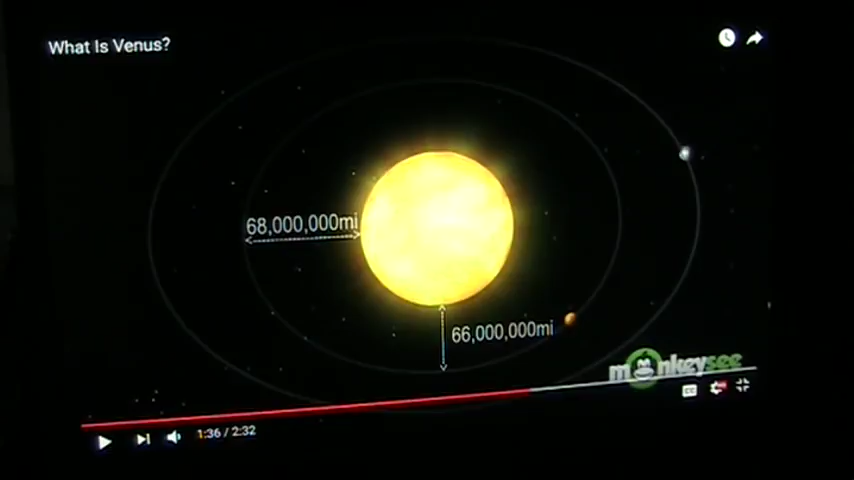 What Is Venus?
68,000,000mi
66,000,000mi
monkeysee
1:36 / 2:32